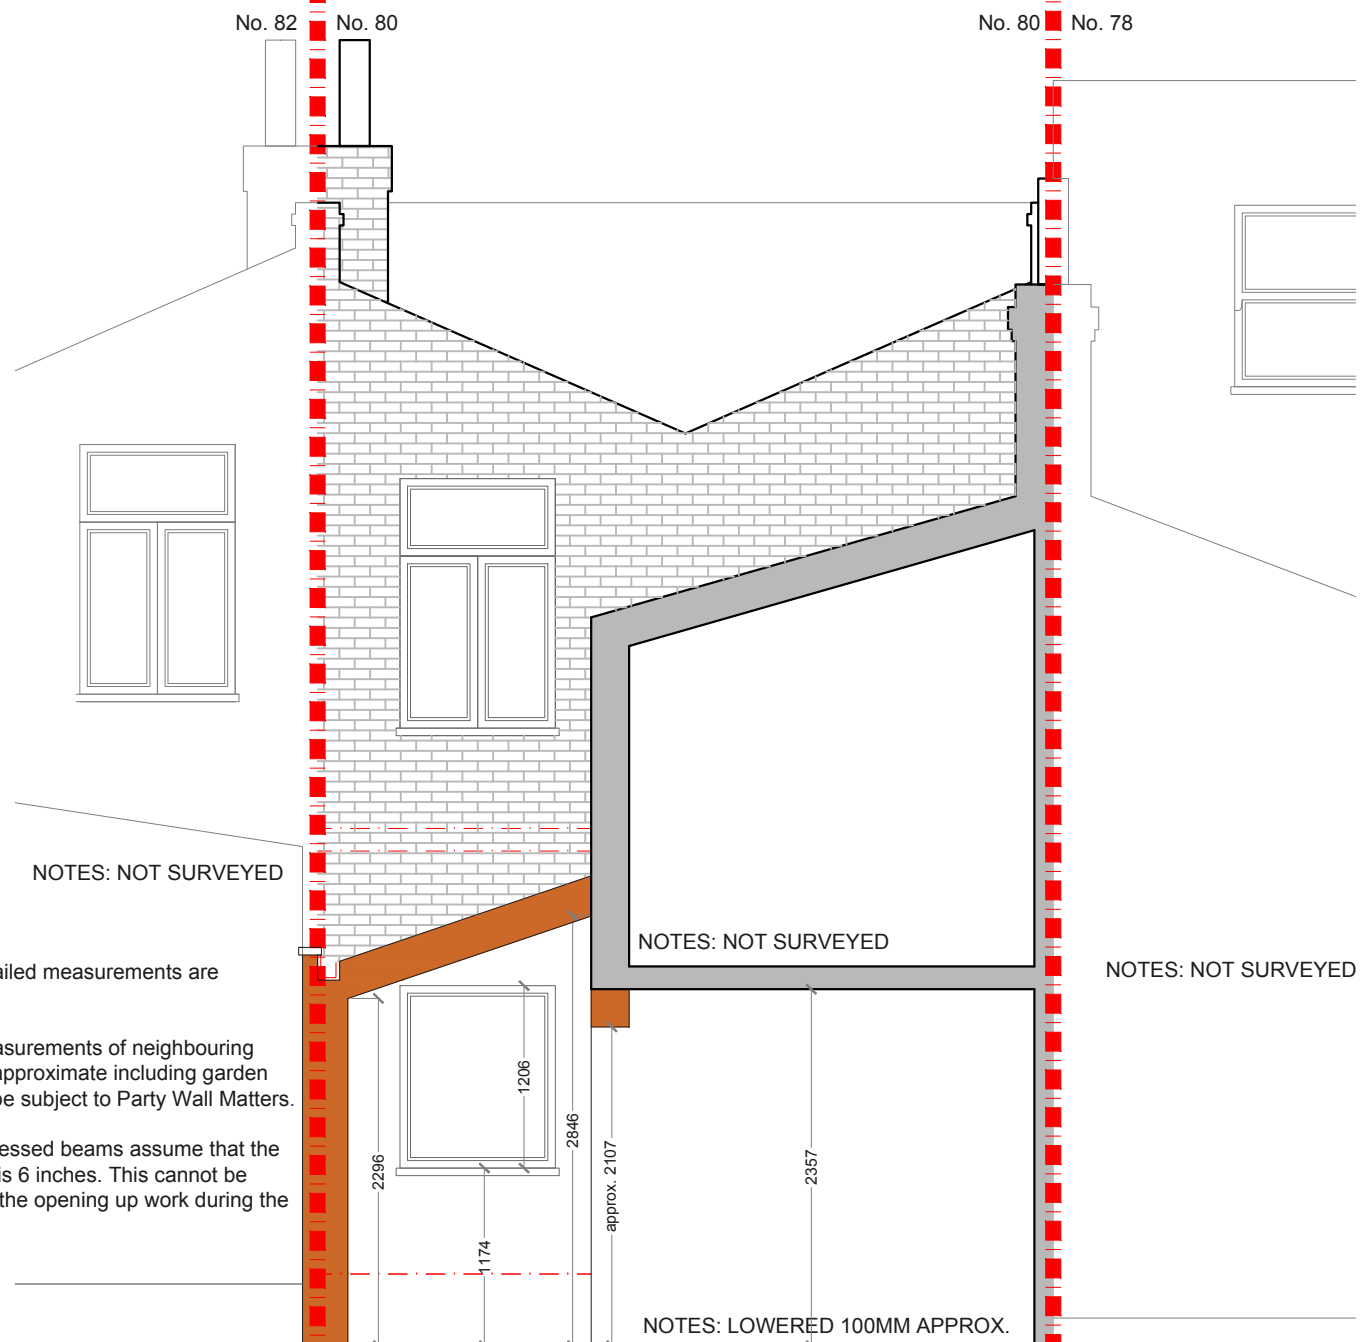 No. 82
No. 80
No. 80
No. 78
NOTES: NOT SURVEYED
NOTES: NOT SURVEYED
NOTES: NOT SURVEYED
ailed measurements are
asurements of neighbouring
approximate including garden
be subject to Party Wall Matters.
essed beams assume that the
is 6 inches. This cannot be
the opening up work during the
2296
1174
1206
2846
approx. 2107
2357
NOTES: LOWERED 100MM APPROX.